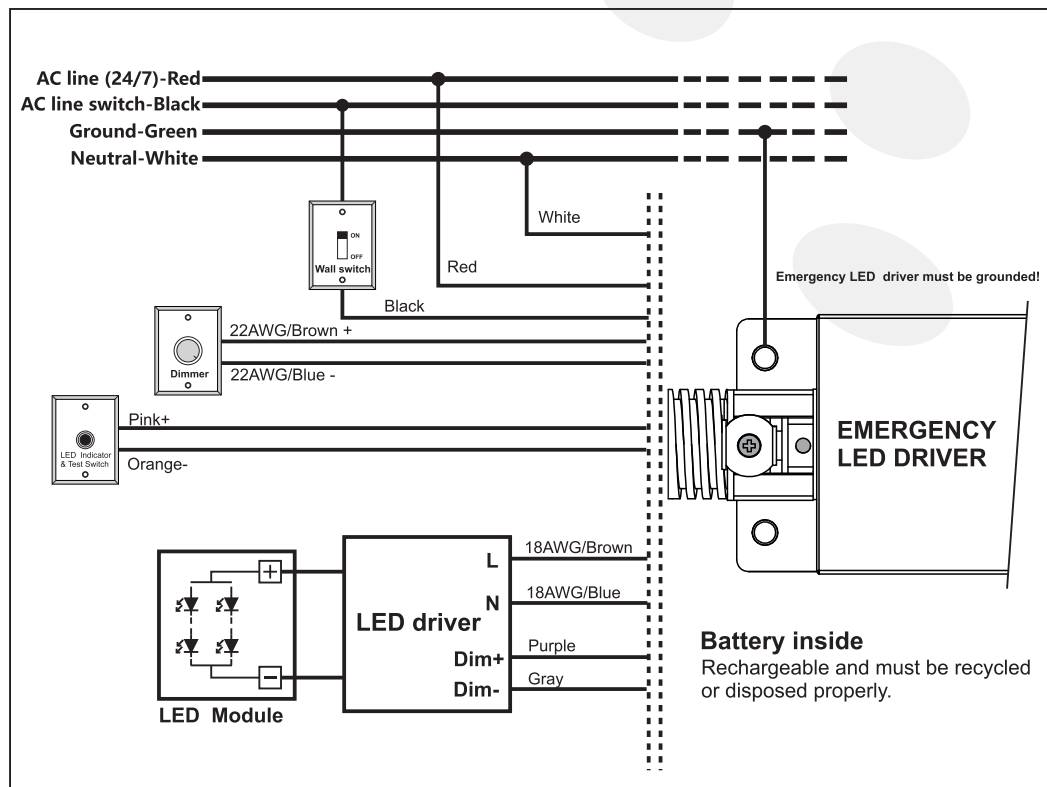 AC line (24/7)-Red
AC line switch-Black
Ground-Green
Neutral-White
White
ON
OFF
Wall switch
Red
Emergency LED driver must be grounded!
Black
22AWG/Brown +
Dimmer
22AWG/Blue -
Pink+
LED Indicator
& Test Switch
Orange-
EMERGENCY
LED DRIVER
18AWG/Brown
L
18AWG/Blue
N
LED driver
Purple
Dim+
Gray
Dim-
+
−
LED Module
Battery inside
Rechargeable and must be recycled
or disposed properly.